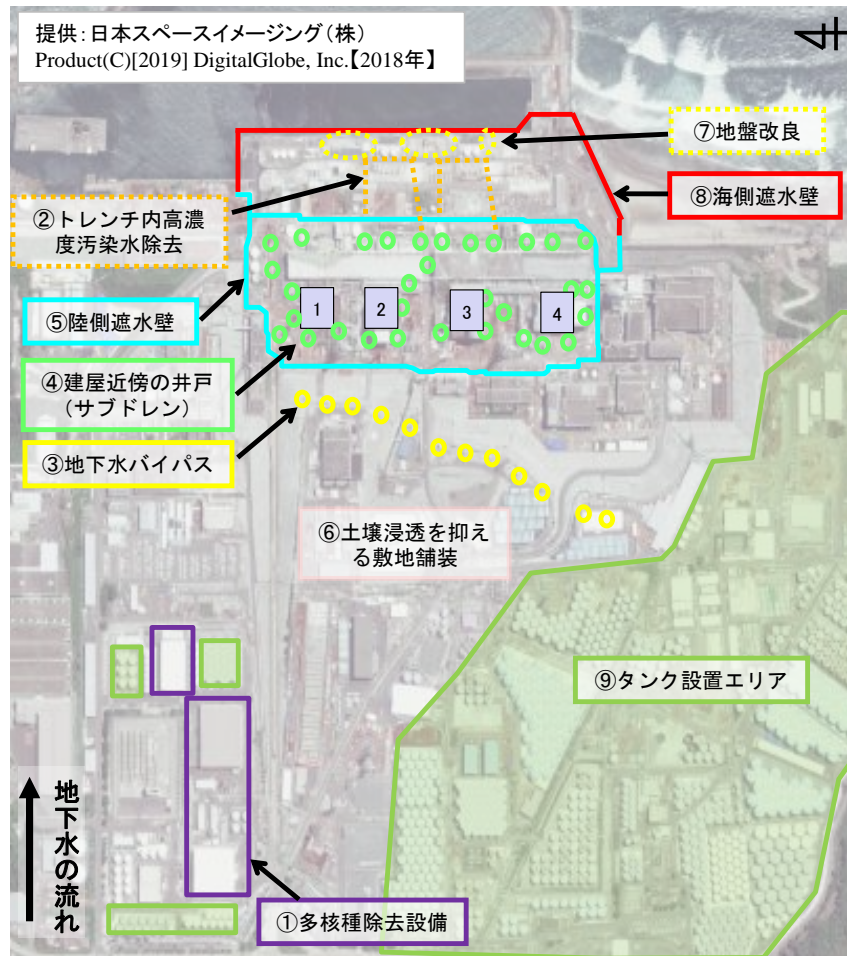 提供：日本スペースイメージング（株）
Product(C)[2019] DigitalGlobe, Inc.【2018年】
⑦地盤改良
⑧海側遮水壁
②トレンチ内高濃
度汚染水除去
⑤陸側遮水壁
1
2
3
4
④建屋近傍の井戸
（サブドレン）
③地下水バイパス
⑥土壌浸透を抑え
る敷地舗装
⑨タンク設置エリア
地下水の流れ
①多核種除去設備